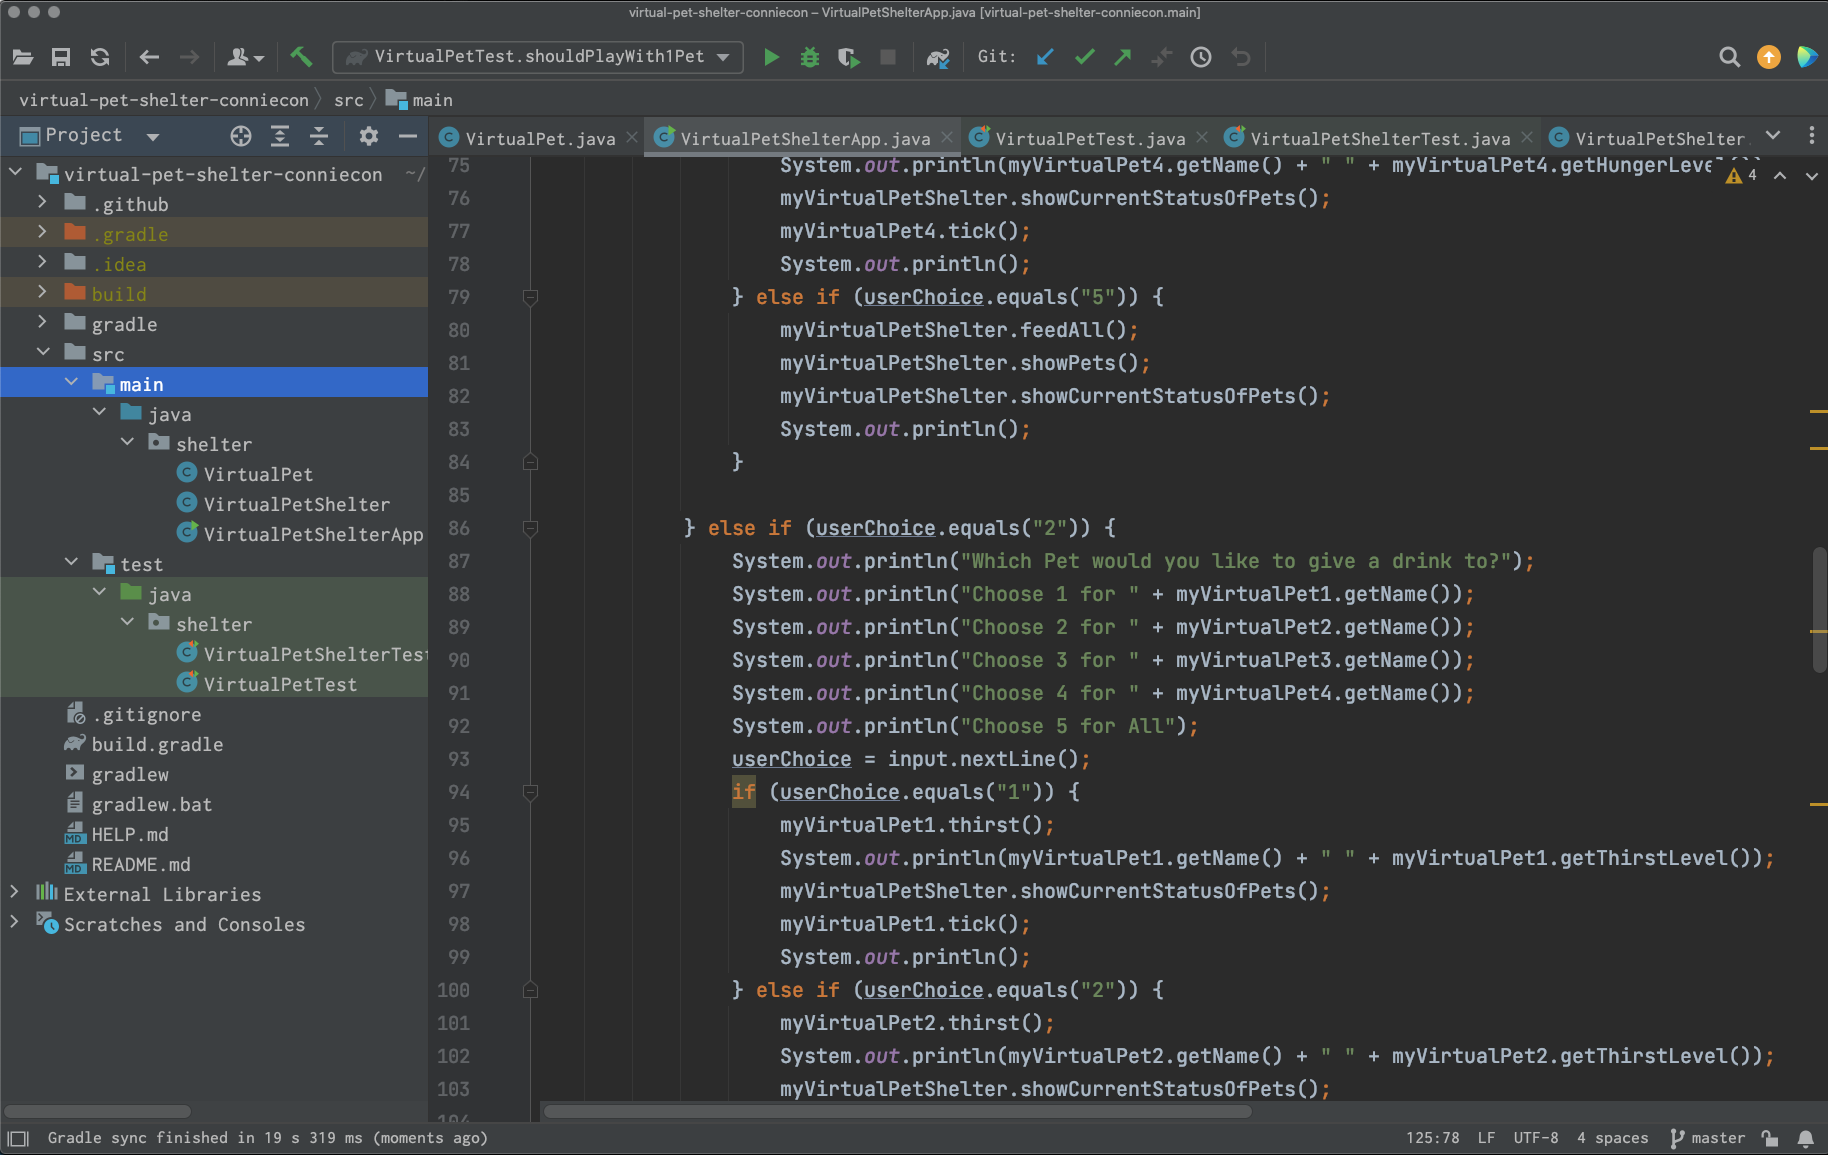 virtual-pet-shelter-conniecon – VirtualPetShelterApp.java [virtual-pet-shelter-conniecon.main]
VirtualPetTest.shouldPlayWith1Pet
Git:
virtual-pet-shelter-conniecon
src
main
Project
VirtualPet.java
VirtualPetShelterApp.java
VirtualPetTest.java
VirtualPetShelterTest.java
VirtualPetShelter.
virtual-pet-shelter-conniecon ~/
.github
.gradle
.idea
build
gradle
src
main
java
shelter
VirtualPet
VirtualPetShelter
VirtualPetShelterApp
test
java
shelter
VirtualPetShelterTest
VirtualPetTest
.gitignore
build.gradle
gradlew
gradlew.bat
MD HELP.md
MD README.md
External Libraries
Scratches and Consoles
4
75 System.out.println(myVirtualPet4.getName() + " " + myVirtualPet4.getHungerLevel());
76 myVirtualPetShelter.showCurrentStatusOfPets();
77 myVirtualPet4.tick();
78 System.out.println();
79 } else if (userChoice.equals("5")) {
80 myVirtualPetShelter.feedAll();
81 myVirtualPetShelter.showPets();
82 myVirtualPetShelter.showCurrentStatusOfPets();
83 System.out.println();
84 }
85
86 } else if (userChoice.equals("2")) {
87 System.out.println("Which Pet would you like to give a drink to?");
88 System.out.println("Choose 1 for " + myVirtualPet1.getName());
89 System.out.println("Choose 2 for " + myVirtualPet2.getName());
90 System.out.println("Choose 3 for " + myVirtualPet3.getName());
91 System.out.println("Choose 4 for " + myVirtualPet4.getName());
92 System.out.println("Choose 5 for All");
93 userChoice = input.nextLine();
94 if (userChoice.equals("1")) {
95 myVirtualPet1.thirst();
96 System.out.println(myVirtualPet1.getName() + " " + myVirtualPet1.getThirstLevel());
97 myVirtualPetShelter.showCurrentStatusOfPets();
98 myVirtualPet1.tick();
99 System.out.println();
100 } else if (userChoice.equals("2")) {
101 myVirtualPet2.thirst();
102 System.out.println(myVirtualPet2.getName() + " " + myVirtualPet2.getThirstLevel());
103 myVirtualPetShelter.showCurrentStatusOfPets();
104
Gradle sync finished in 19 s 319 ms (moments ago)
125:78 LF UTF-8 4 spaces master